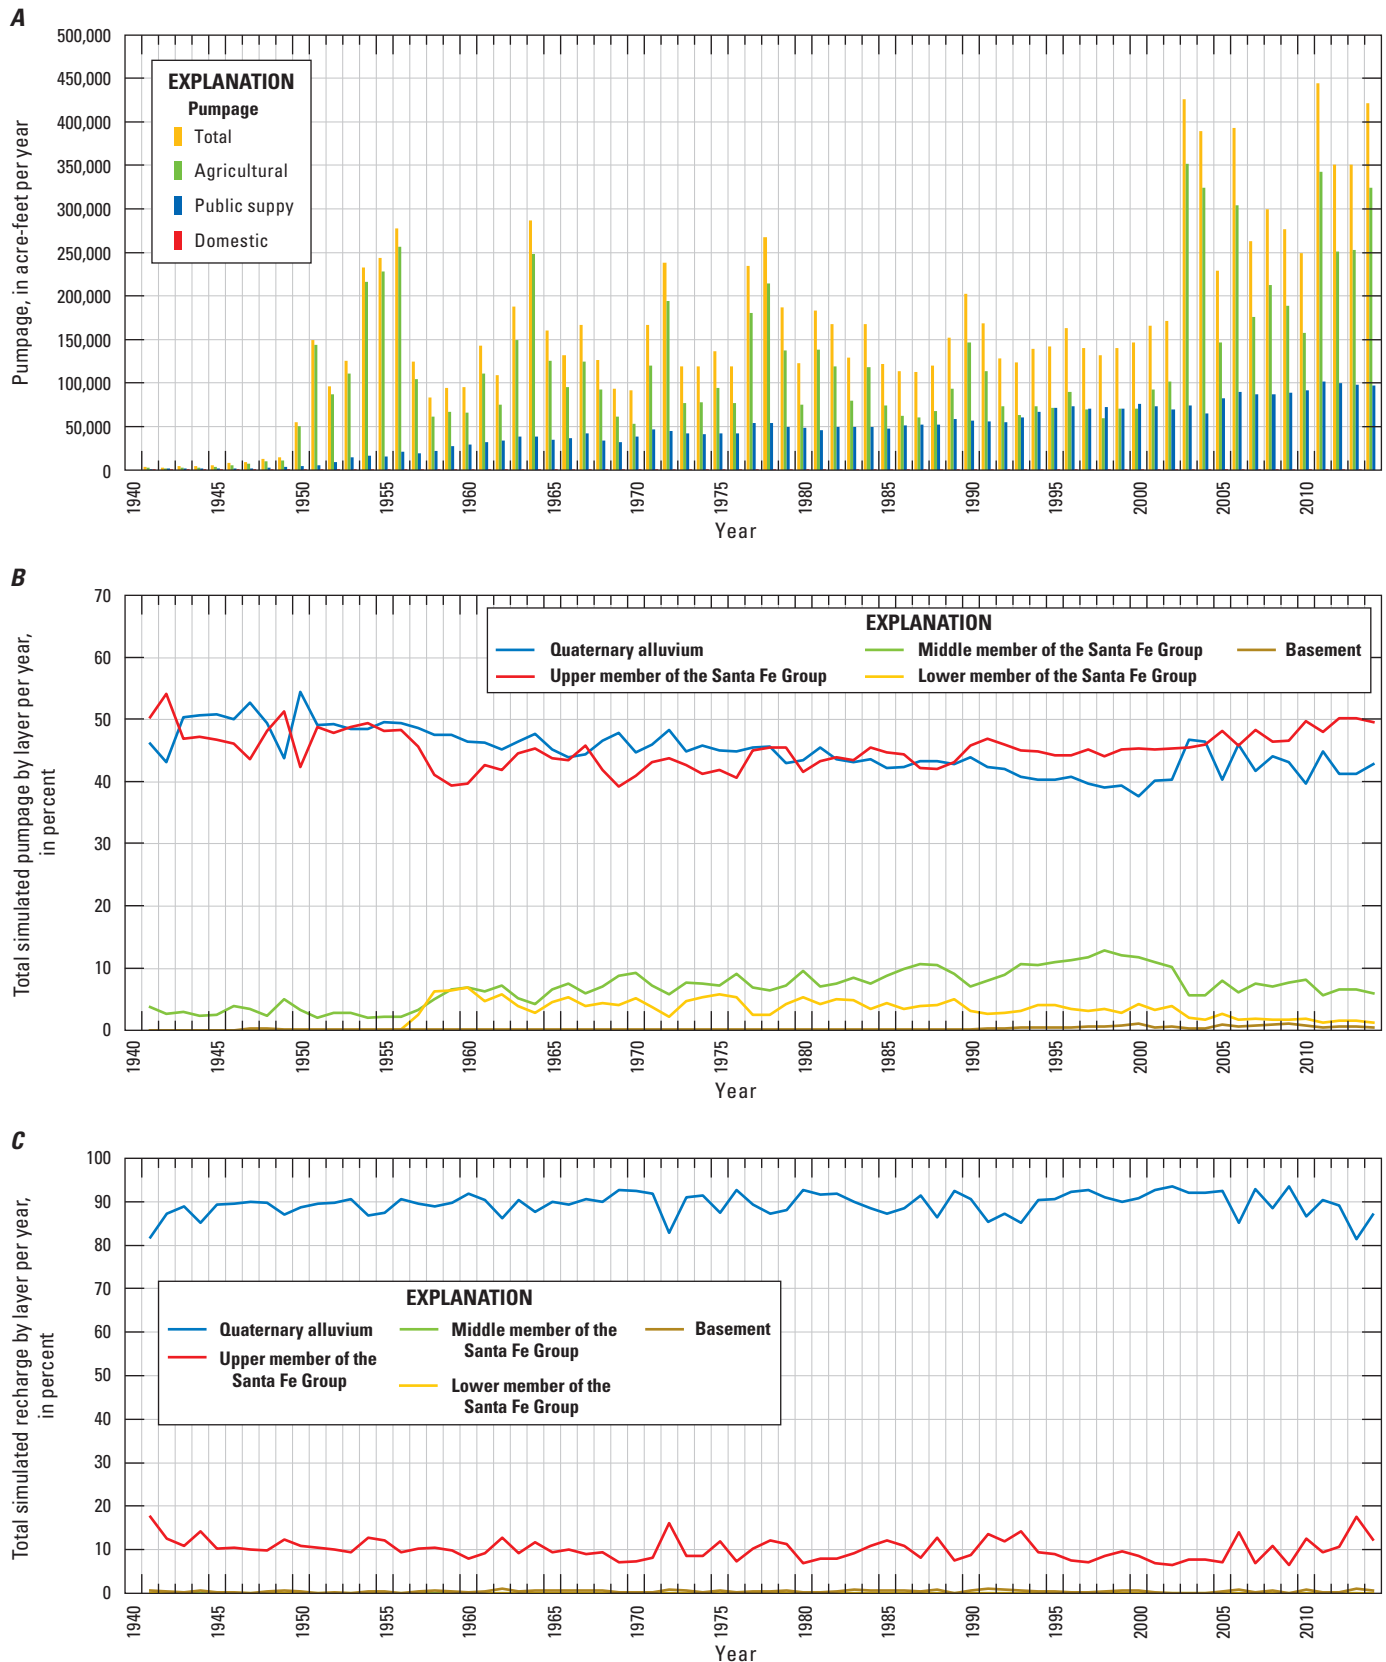 A
500,000
450,000
400,000
350,000
300,000
250,000
200,000
150,000
100,000
50,000
0
Pumpage, in acre-feet per year
EXPLANATION
Pumpage
Total
Agricultural
Public suppy
Domestic
1940
1945
1950
1955
1960
1965
1970
1975
1980
1985
1990
1995
2000
2005
2010
Year
B
70
60
50
40
30
20
10
0
Total simulated pumpage by layer per year,
in percent
EXPLANATION
Quaternary alluvium
Upper member of the Santa Fe Group
Middle member of the Santa Fe Group
Lower member of the Santa Fe Group
Basement
1940
1945
1950
1955
1960
1965
1970
1975
1980
1985
1990
1995
2000
2005
2010
Year
C
100
90
80
70
60
50
40
30
20
10
0
Total simulated recharge by layer per year,
in percent
EXPLANATION
Quaternary alluvium
Upper member of the
Santa Fe Group
Middle member of the
Santa Fe Group
Lower member of the
Santa Fe Group
Basement
1940
1945
1950
1955
1960
1965
1970
1975
1980
1985
1990
1995
2000
2005
2010
Year